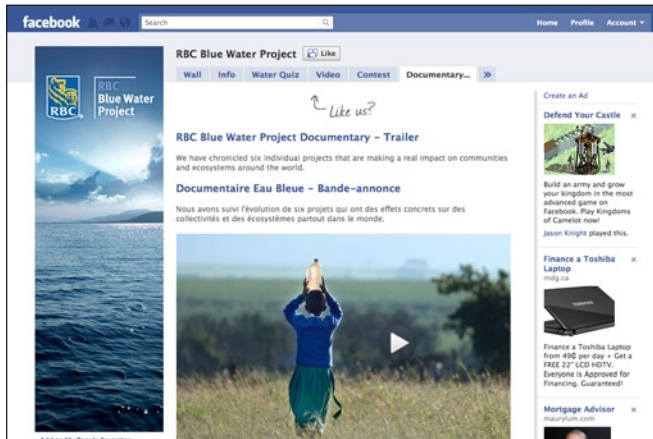 facebook
Search
Home Profile Account
RBC
RBC
Blue Water
Project
RBC Blue Water Project Like
Wall Info Water Quiz Video Contest Documentary... »
Like us?
RBC Blue Water Project Documentary – Trailer
We have chronicled six individual projects that are making a real impact on communities
and ecosystems around the world.
Documentaire Eau Bleue – Bande-annonce
Nous avons suivi l'évolution de six projets qui ont des effets concrets sur des
collectivités et des écosystèmes partout dans le monde.
Create an Ad
Defend Your Castle ×
Build an army and grow
your kingdom in the most
advanced game on
Facebook. Play Kingdoms
of Camelot now!
Jason Knight played this.
Finance a Toshiba ×
Laptop
mdg.ca
Finance a Toshiba Laptop
from 49¢ per day + Get a
FREE 22" LCD HDTV.
Everyone is Approved for
Financing. Guaranteed!
Mortgage Advisor ×
maurylum.com